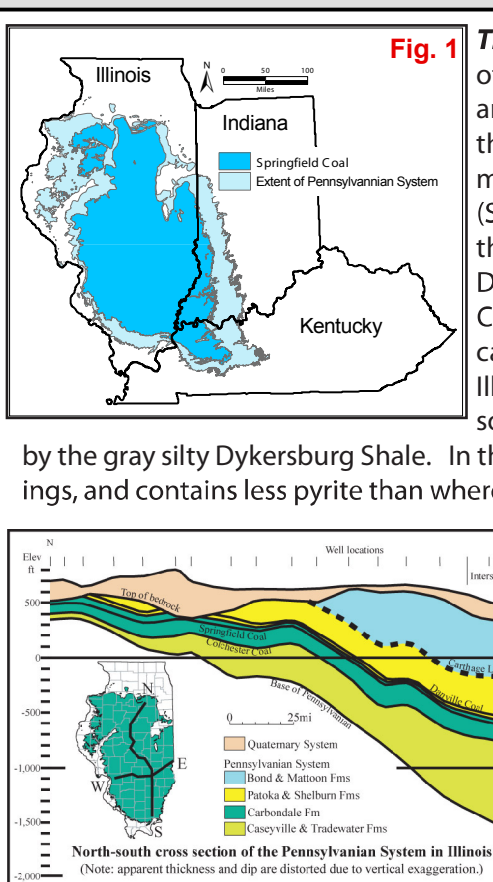 Fig. 1
Illinois
N
0 50 100
Miles
Indiana
Springfield Coal
Extent of Pennsylvannian System
Kentucky
by the gray silty Dykersburg Shale. In th
ings, and contains less pyrite than where
N
Elev
ft
Well locations
Inters
500
Top of bedrock
Springfield Coal
Colchester Coal
Carthage L
Danville Coal
Base of Pennsylvanian
0
-500
-1,000
-1,500
-2,000
N
E
W
S
0 25mi
Quaternary System
Pennsylvanian System
Bond & Mattoon Fms
Patoka & Shelburn Fms
Carbondale Fm
Caseyville & Tradewater Fms
North-south cross section of the Pennsylvanian System in Illinois
(Note: apparent thickness and dip are distorted due to vertical exaggeration.)